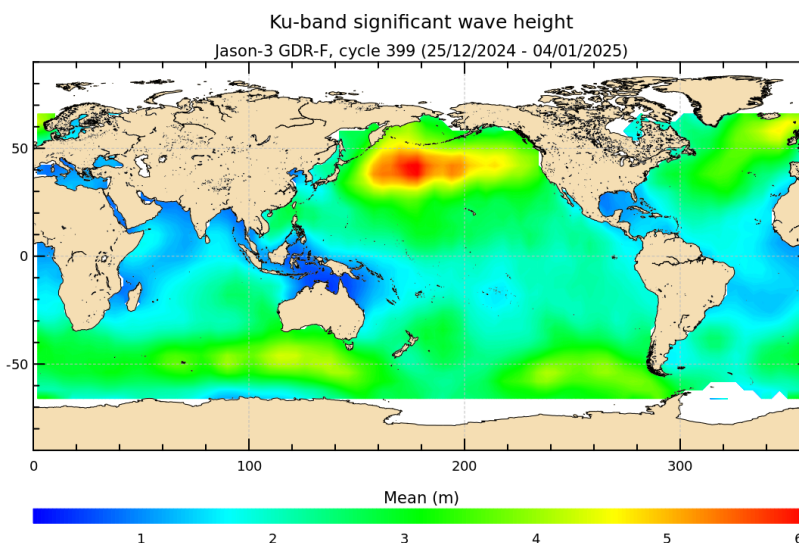 Ku-band significant wave height
Jason-3 GDR-F, cycle 399 (25/12/2024 - 04/01/2025)
50
0
-50
0 100 200 300
Mean (m)
1 2 3 4 5 6